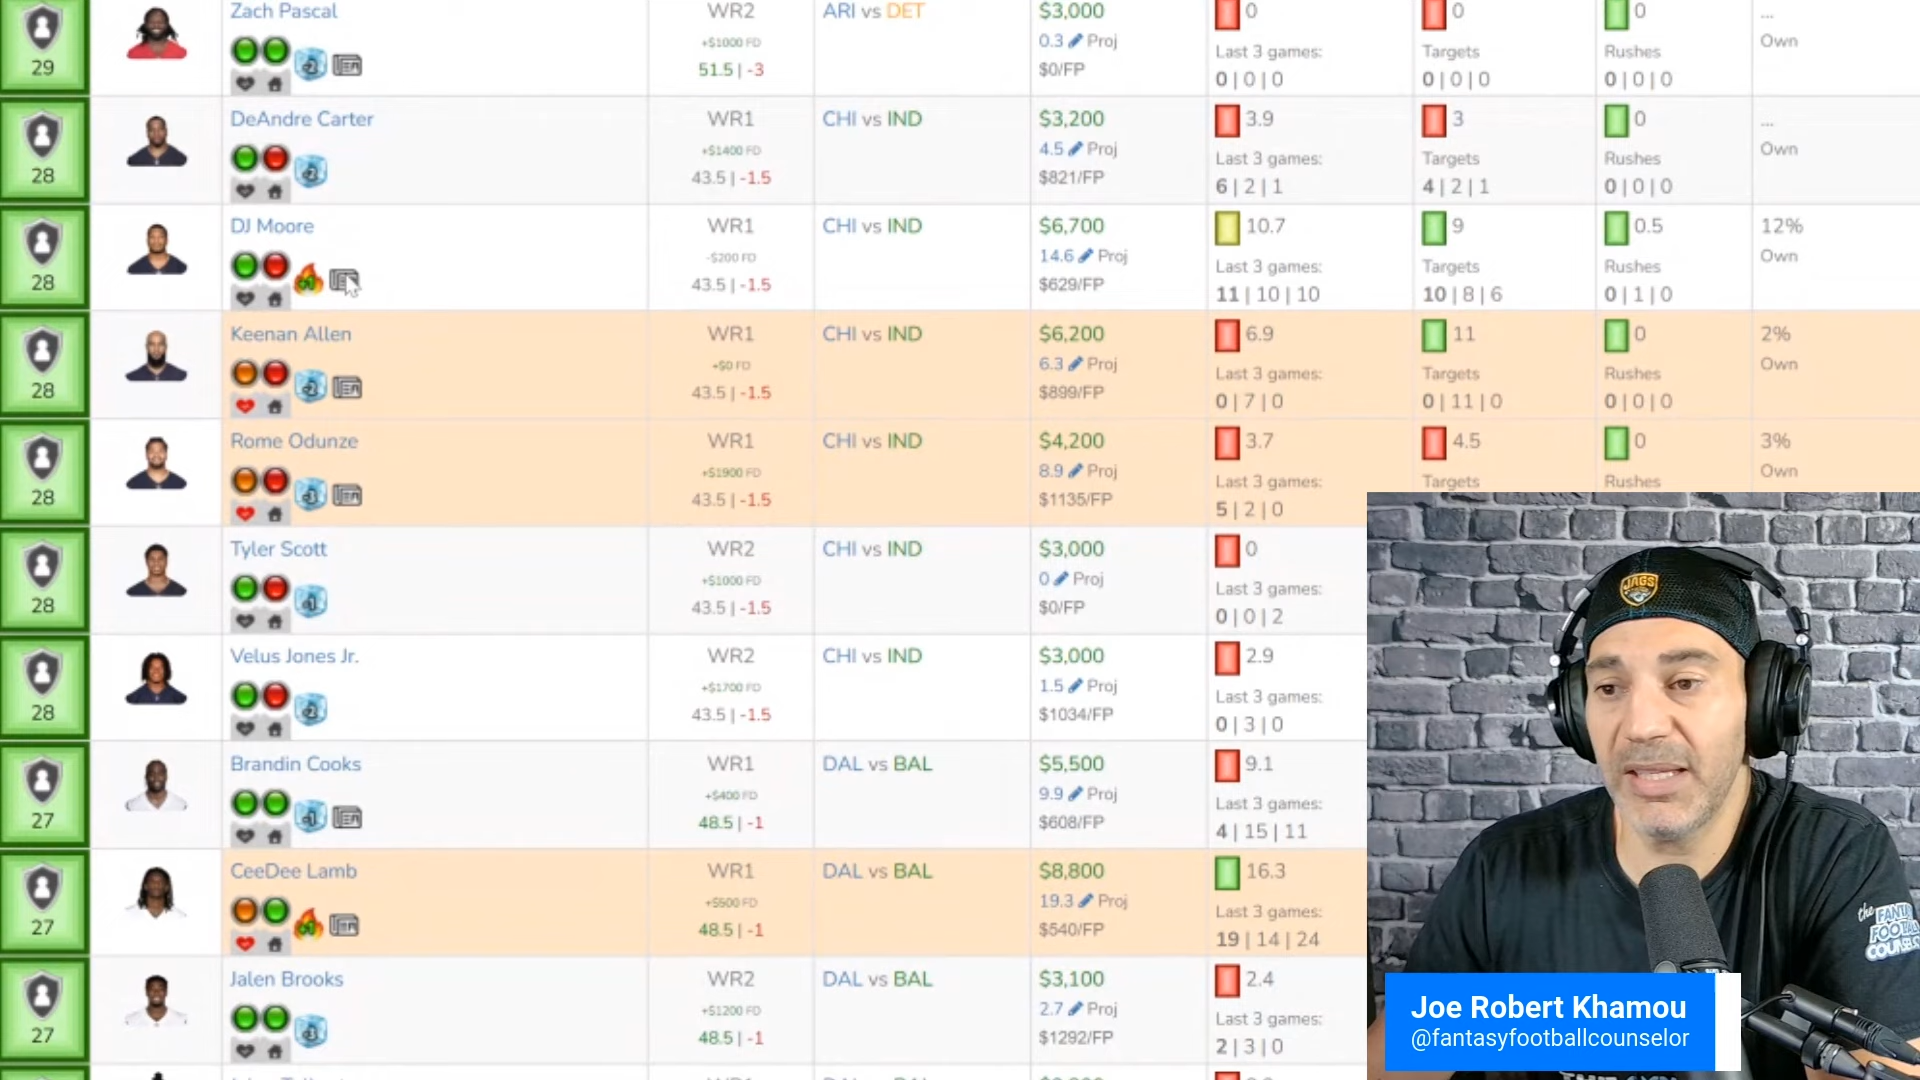 29
Zach Pascal
WR2
+$1000 FD
51.5 | -3
ARI vs DET
$3,000
0.3 Proj
$0/FP
0
Last 3 games:
0 | 0 | 0
0
Targets
0 | 0 | 0
0
Rushes
0 | 0 | 0
...
Own
28
DeAndre Carter
WR1
+$1400 FD
43.5 | -1.5
CHI vs IND
$3,200
4.5 Proj
$821/FP
3.9
Last 3 games:
6 | 2 | 1
3
Targets
4 | 2 | 1
0
Rushes
0 | 0 | 0
...
Own
28
DJ Moore
WR1
-$200 FD
43.5 | -1.5
CHI vs IND
$6,700
14.6 Proj
$629/FP
10.7
Last 3 games:
11 | 10 | 10
9
Targets
10 | 8 | 6
0.5
Rushes
0 | 1 | 0
12%
Own
28
Keenan Allen
WR1
+$0 FD
43.5 | -1.5
CHI vs IND
$6,200
6.3 Proj
$899/FP
6.9
Last 3 games:
0 | 7 | 0
11
Targets
0 | 11 | 0
0
Rushes
0 | 0 | 0
2%
Own
28
Rome Odunze
WR1
+$1900 FD
43.5 | -1.5
CHI vs IND
$4,200
8.9 Proj
$1135/FP
3.7
Last 3 games:
5 | 2 | 0
4.5
Targets
0
Rushes
3%
Own
28
Tyler Scott
WR2
+$1000 FD
43.5 | -1.5
CHI vs IND
$3,000
0 Proj
$0/FP
0
Last 3 games:
0 | 0 | 2
28
Velus Jones Jr.
WR2
+$1700 FD
43.5 | -1.5
CHI vs IND
$3,000
1.5 Proj
$1034/FP
2.9
Last 3 games:
0 | 3 | 0
27
Brandin Cooks
WR1
+$400 FD
48.5 | -1
DAL vs BAL
$5,500
9.9 Proj
$608/FP
9.1
Last 3 games:
4 | 15 | 11
27
CeeDee Lamb
WR1
+$500 FD
48.5 | -1
DAL vs BAL
$8,800
19.3 Proj
$540/FP
16.3
Last 3 games:
19 | 14 | 24
27
Jalen Brooks
WR2
+$1200 FD
48.5 | -1
DAL vs BAL
$3,100
2.7 Proj
$1292/FP
2.4
Last 3 games:
2 | 3 | 0
JAGS
the
Joe Robert Khamou
@fantasyfootballcounselor